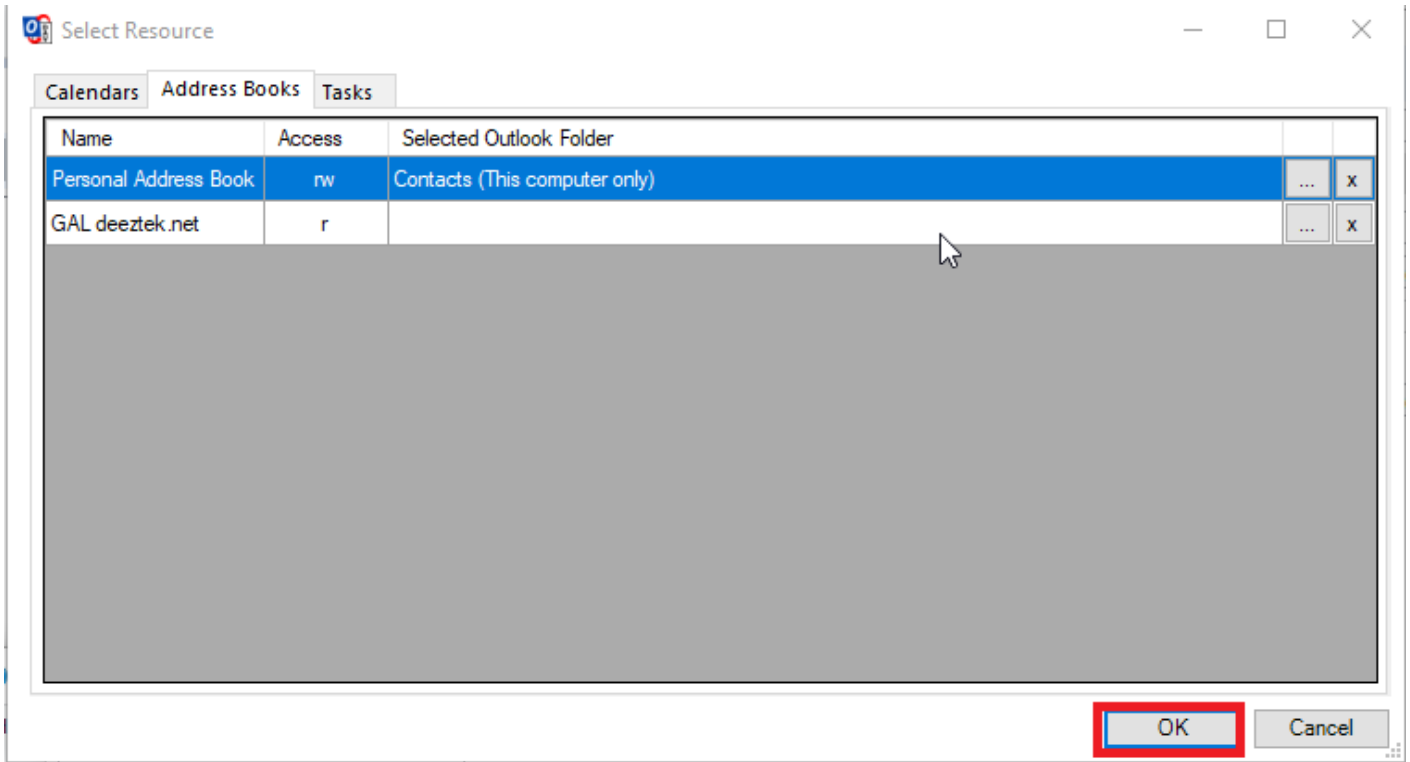 Select Resource
Calendars Address Books Tasks
Name Access Selected Outlook Folder
Personal Address Book rw Contacts (This computer only) ... x
GAL deeztek.net r ... x
OK Cancel